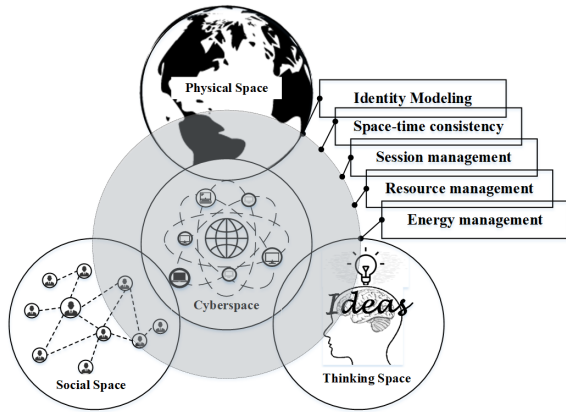 Physical Space
Identity Modeling
Space-time consistency
Session management
Resource management
Energy management
Cyberspace
Ideas
Social Space
Thinking Space